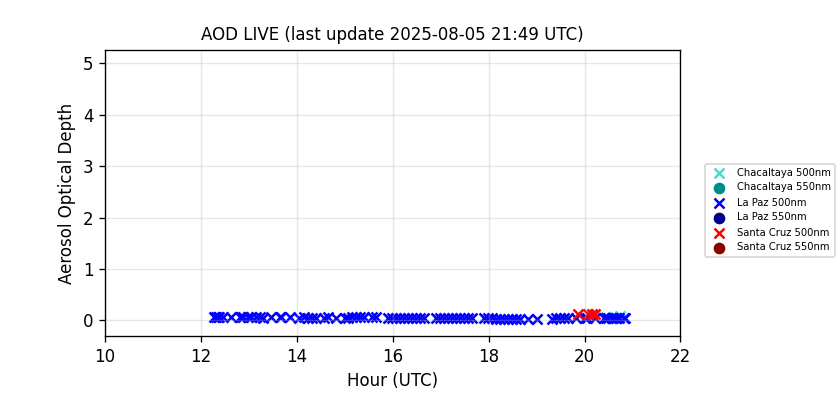 AOD LIVE (last update 2025-08-05 21:49 UTC)
Aerosol Optical Depth
5
4
3
2
1
0
10 12 14 16 18 20 22
Hour (UTC)
Chacaltaya 500nm
Chacaltaya 550nm
La Paz 500nm
La Paz 550nm
Santa Cruz 500nm
Santa Cruz 550nm